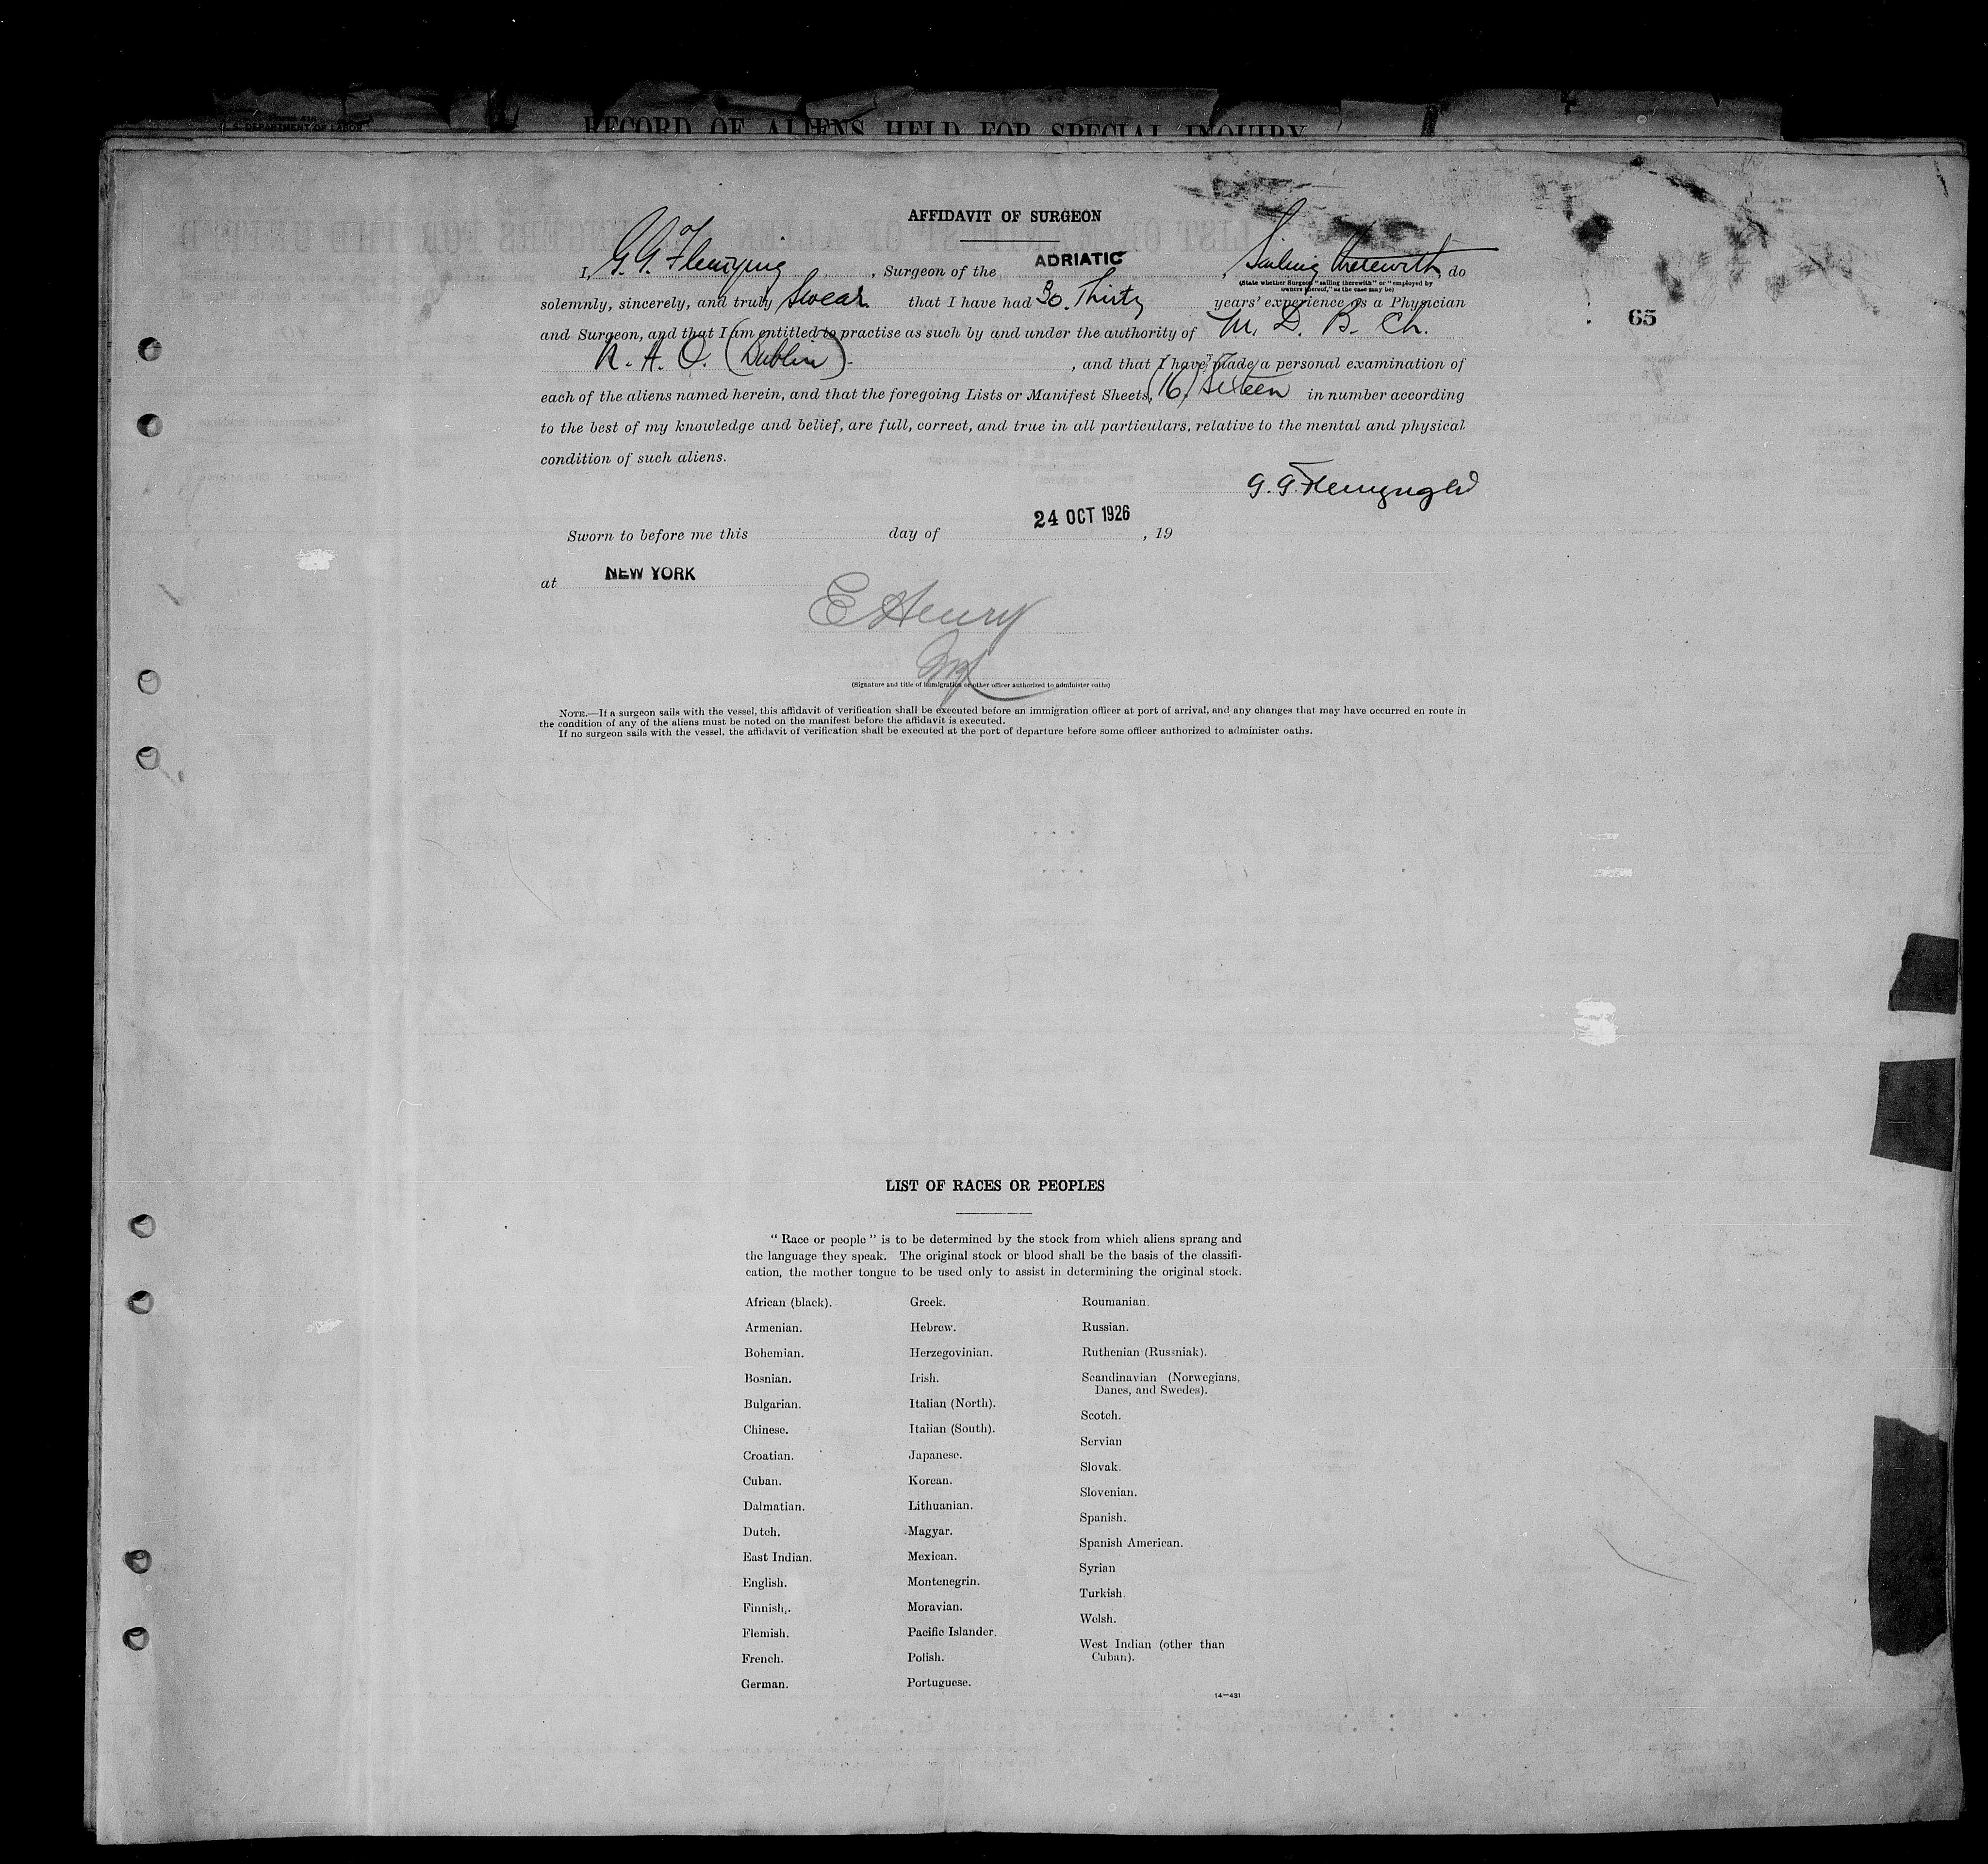 DEPARTMENT OF LABOR
RECORD OF ALIENS HELD FOR SPECIAL INQUIRY
AFFIDAVIT OF SURGEON
I, G. G. Flemyng, Surgeon of the ADRIATIC, Sailing therewith, do
(State whether Surgeon "sailing therewith" or "employed by
owners thereof," as the case may be)
solemnly, sincerely, and truly Swear that I have had 30. Thirty years' experience as a Physician
65
and Surgeon, and that I am entitled to practise as such by and under the authority of M. D. B. Ch.
(Dublin). , and that I have made a personal examination of
each of the aliens named herein, and that the foregoing Lists or Manifest Sheets, (16) sixteen in number according
to the best of my knowledge and belief, are full, correct, and true in all particulars, relative to the mental and physical
condition of such aliens.
G. G. Flemyng
Sworn to before me this day of 24 OCT 1926, 19
at NEW YORK
E Henry
(Signature and title of immigration or other officer authorized to administer oaths)
NOTE.—If a surgeon sails with the vessel, this affidavit of verification shall be executed before an immigration officer at port of arrival, and any changes that may have occurred en route in
the condition of any of the aliens must be noted on the manifest before the affidavit is executed.
If no surgeon sails with the vessel, the affidavit of verification shall be executed at the port of departure before some officer authorized to administer oaths.
LIST OF RACES OR PEOPLES
"Race or people" is to be determined by the stock from which aliens sprang and
the language they speak. The original stock or blood shall be the basis of the classifi-
cation, the mother tongue to be used only to assist in determining the original stock.
African (black).
Armenian.
Bohemian.
Bosnian.
Bulgarian.
Chinese.
Croatian.
Cuban.
Dalmatian.
Dutch.
East Indian.
English.
Finnish.
Flemish.
French.
German.
Greek.
Hebrew.
Herzegovinian.
Irish.
Italian (North).
Italian (South).
Japanese.
Korean.
Lithuanian.
Magyar.
Mexican.
Montenegrin.
Moravian.
Pacific Islander.
Polish.
Portuguese.
Roumanian.
Russian.
Ruthenian (Russniak).
Scandinavian (Norwegians,
Danes, and Swedes).
Scotch.
Servian
Slovak.
Slovenian.
Spanish.
Spanish American.
Syrian
Turkish.
Welsh.
West Indian (other than
Cuban).
14—431